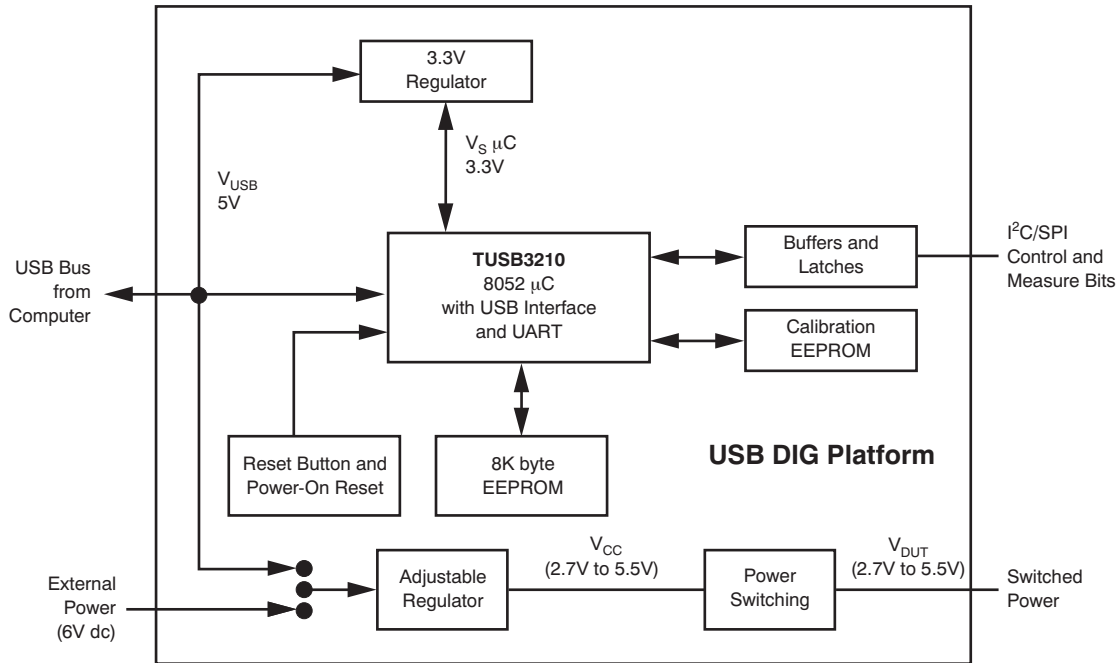 3.3V
Regulator
V_S μC
3.3V
V_USB
5V
USB Bus
from
Computer
TUSB3210
8052 μC
with USB Interface
and UART
Buffers and
Latches
I²C/SPI
Control and
Measure Bits
Calibration
EEPROM
Reset Button and
Power-On Reset
8K byte
EEPROM
USB DIG Platform
External
Power
(6V dc)
Adjustable
Regulator
V_CC
(2.7V to 5.5V)
Power
Switching
V_DUT
(2.7V to 5.5V)
Switched
Power